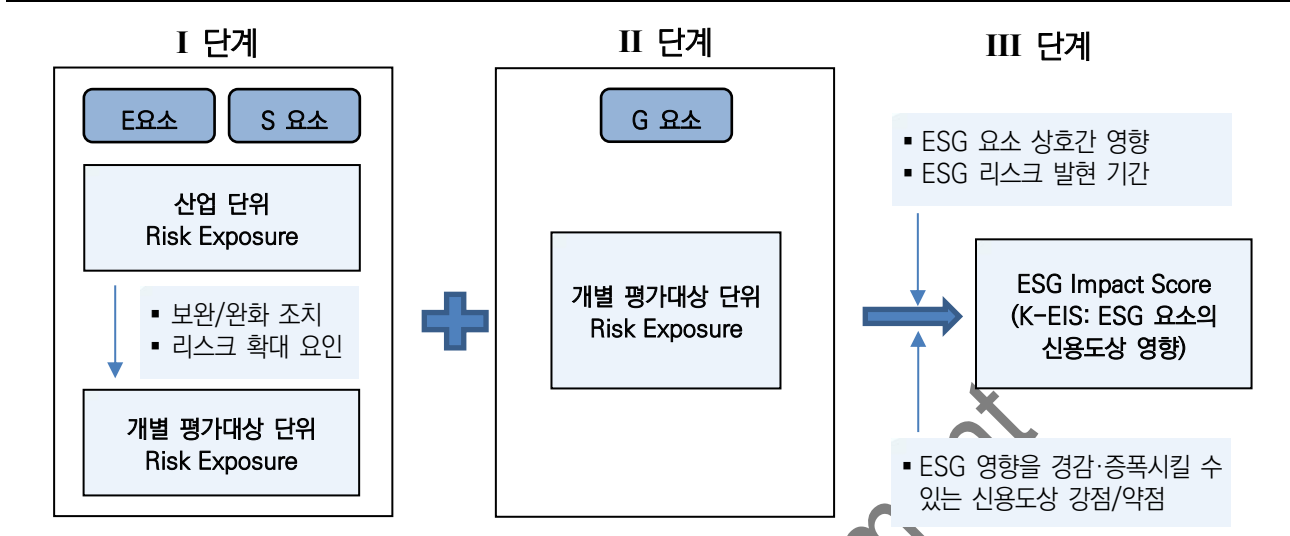 I 단계
E요소
S 요소
산업 단위
Risk Exposure
▪ 보완/완화 조치
▪ 리스크 확대 요인
개별 평가대상 단위
Risk Exposure
II 단계
G 요소
개별 평가대상 단위
Risk Exposure
III 단계
▪ ESG 요소 상호간 영향
▪ ESG 리스크 발현 기간
ESG Impact Score
(K-EIS: ESG 요소의
신용도상 영향)
▪ ESG 영향을 경감·증폭시킬 수
있는 신용도상 강점/약점